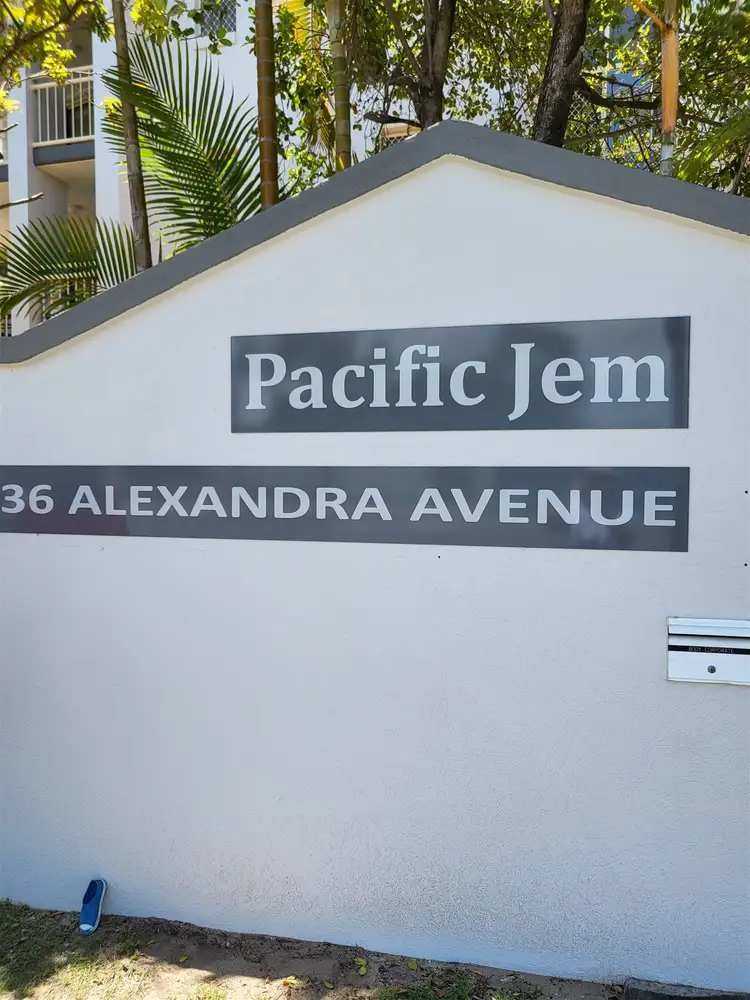 Pacific Jem
36 ALEXANDRA AVENUE
BODY CORPORATE